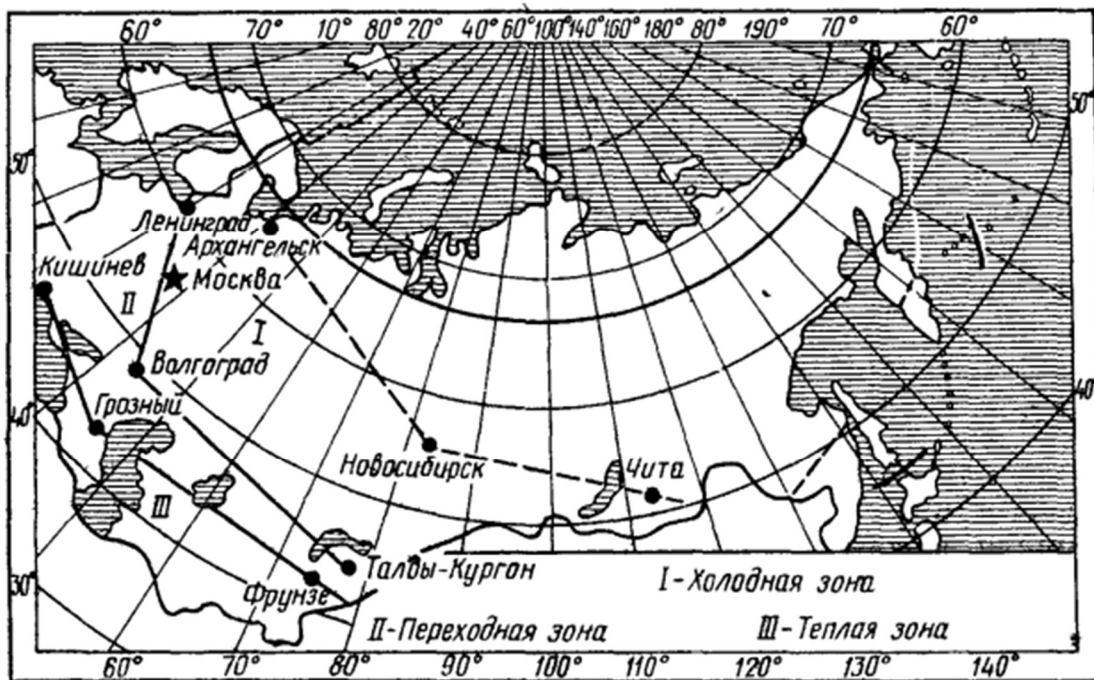 60° 70° 10° 80° 20° 40° 60° 100° 140° 160° 180° 80° 190° 70° 60°
50°
50°
Ленинград
Архангельск
Кишинев
Москва
II
I
Волгоград
40°
40°
Грозный
Новосибирск
Чита
III
Талды-Курган
I-Холодная зона
30°
Фрунзе
II-Переходная зона
III-Теплая зона
60° 70° 80° 90° 100° 110° 120° 130° 140°